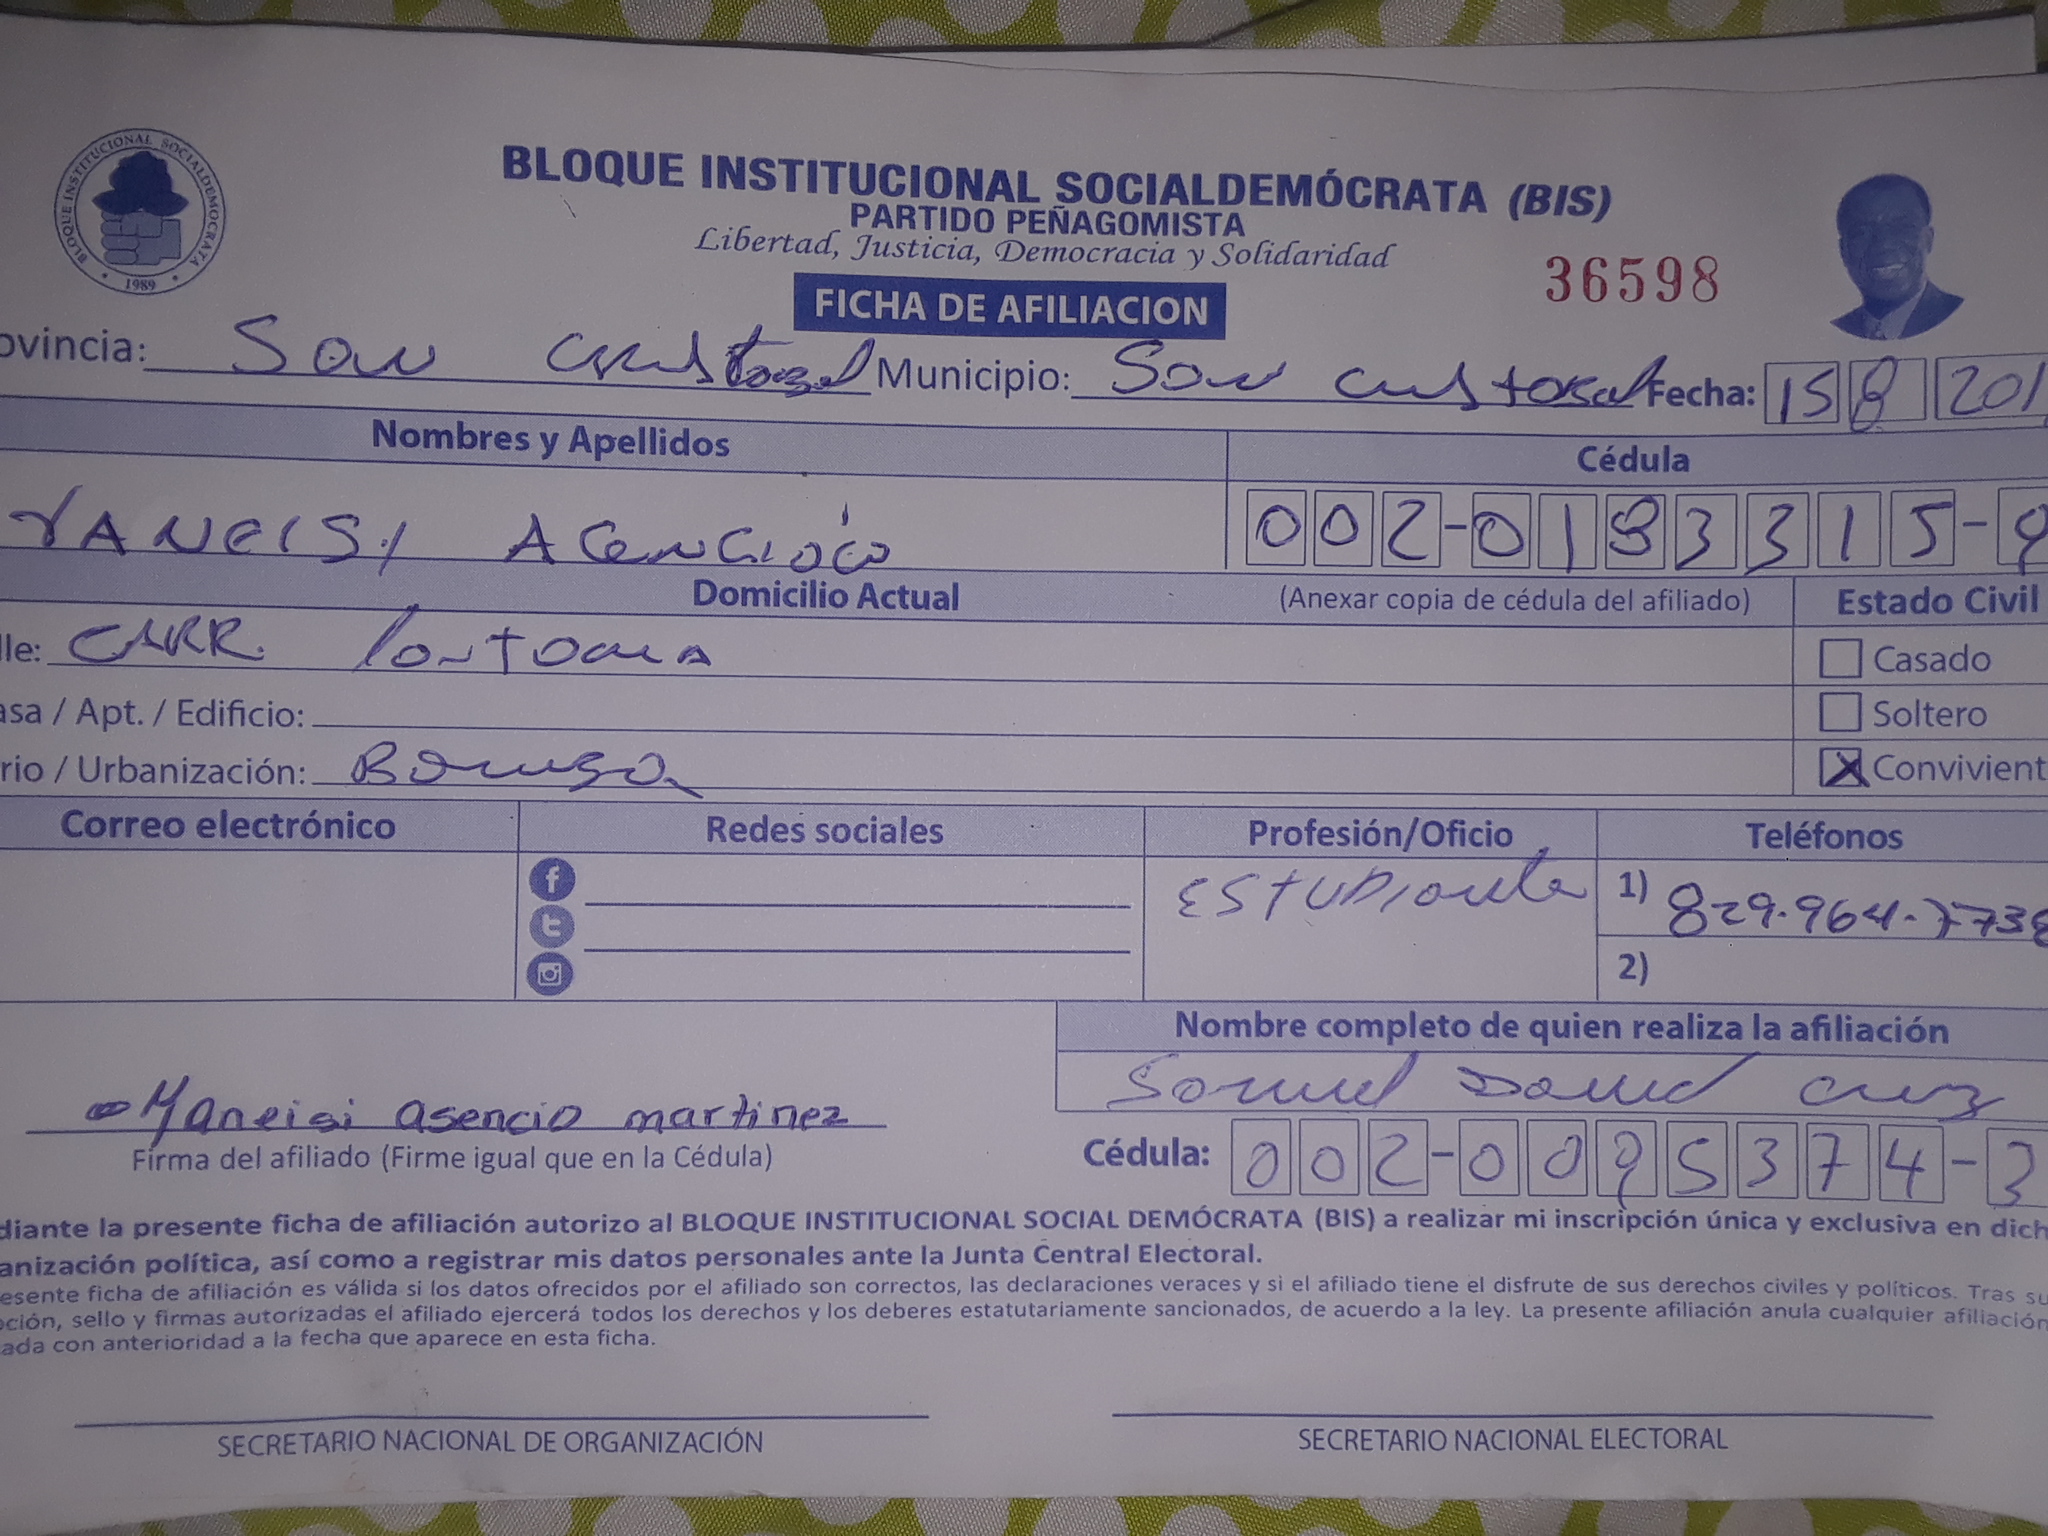 BLOQUE INSTITUCIONAL SOCIALDEMÓCRATA
1989
BLOQUE INSTITUCIONAL SOCIALDEMÓCRATA (BIS)
PARTIDO PEÑAGOMISTA
Libertad, Justicia, Democracia y Solidaridad
36598
FICHA DE AFILIACION
ovincia: San Cristobal Municipio: San Cristobal Fecha: 15 8 201
Nombres y Apellidos Cédula
YANEISI 002-0183315-9
Domicilio Actual (Anexar copia de cédula del afiliado) Estado Civil
lle: CARR. Casado
asa / Apt. / Edificio: Soltero
rio / Urbanización: X Convivient
Correo electrónico Redes sociales Profesión/Oficio Teléfonos
f ESTUDiante 1) 829.964.7738
t
2)
Nombre completo de quien realiza la afiliación
Samuel David Cruz
Yaneisi asencio martinez
Firma del afiliado (Firme igual que en la Cédula) Cédula: 002-0095374-3
diante la presente ficha de afiliación autorizo al BLOQUE INSTITUCIONAL SOCIAL DEMÓCRATA (BIS) a realizar mi inscripción única y exclusiva en dich
anización política, así como a registrar mis datos personales ante la Junta Central Electoral.
esente ficha de afiliación es válida si los datos ofrecidos por el afiliado son correctos, las declaraciones veraces y si el afiliado tiene el disfrute de sus derechos civiles y políticos. Tras su
oción, sello y firmas autorizadas el afiliado ejercerá todos los derechos y los deberes estatutariamente sancionados, de acuerdo a la ley. La presente afiliación anula cualquier afiliación
ada con anterioridad a la fecha que aparece en esta ficha.
SECRETARIO NACIONAL DE ORGANIZACIÓN SECRETARIO NACIONAL ELECTORAL